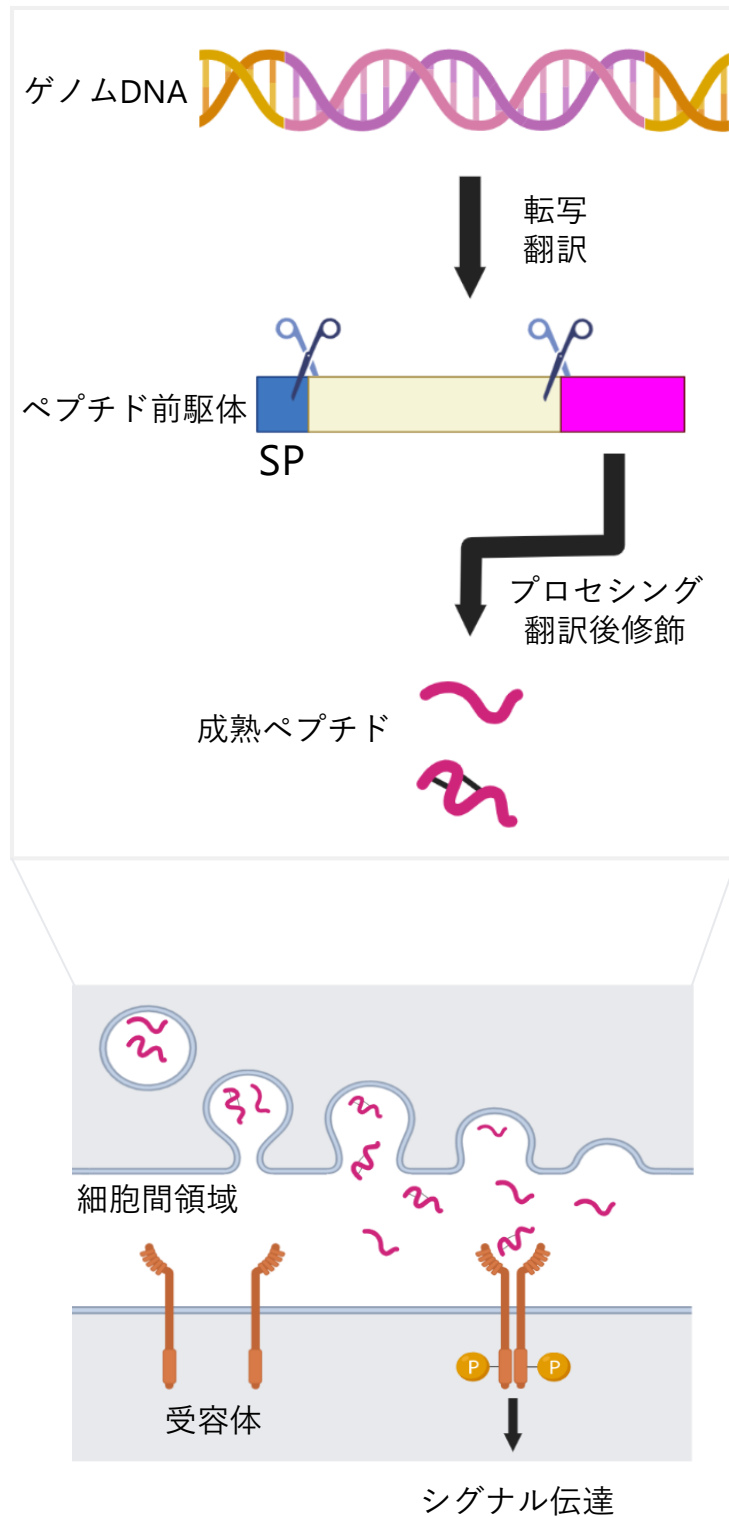 ゲノムDNA
転写
翻訳
ペプチド前駆体
SP
プロセシング
翻訳後修飾
成熟ペプチド
細胞間領域
P
P
受容体
シグナル伝達